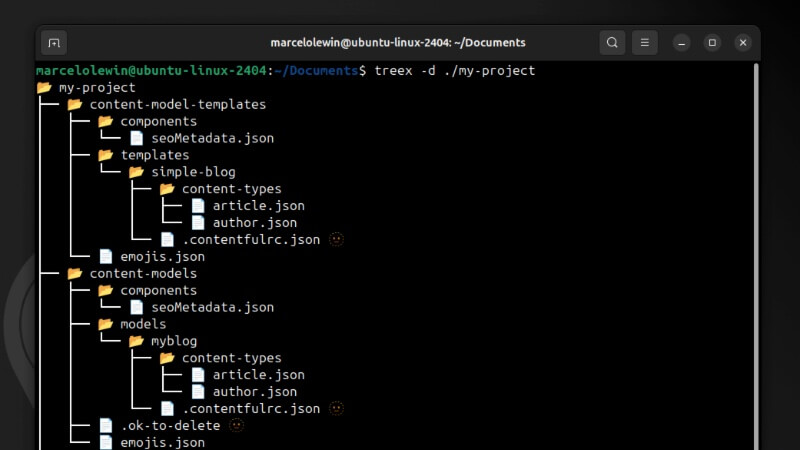 marcelolewin@ubuntu-linux-2404: ~/Documents
marcelolewin@ubuntu-linux-2404:~/Documents$ treex -d ./my-project
my-project
content-model-templates
components
seoMetadata.json
templates
simple-blog
content-types
article.json
author.json
.contentfulrc.json
emojis.json
content-models
components
seoMetadata.json
models
myblog
content-types
article.json
author.json
.contentfulrc.json
.ok-to-delete
emojis.json